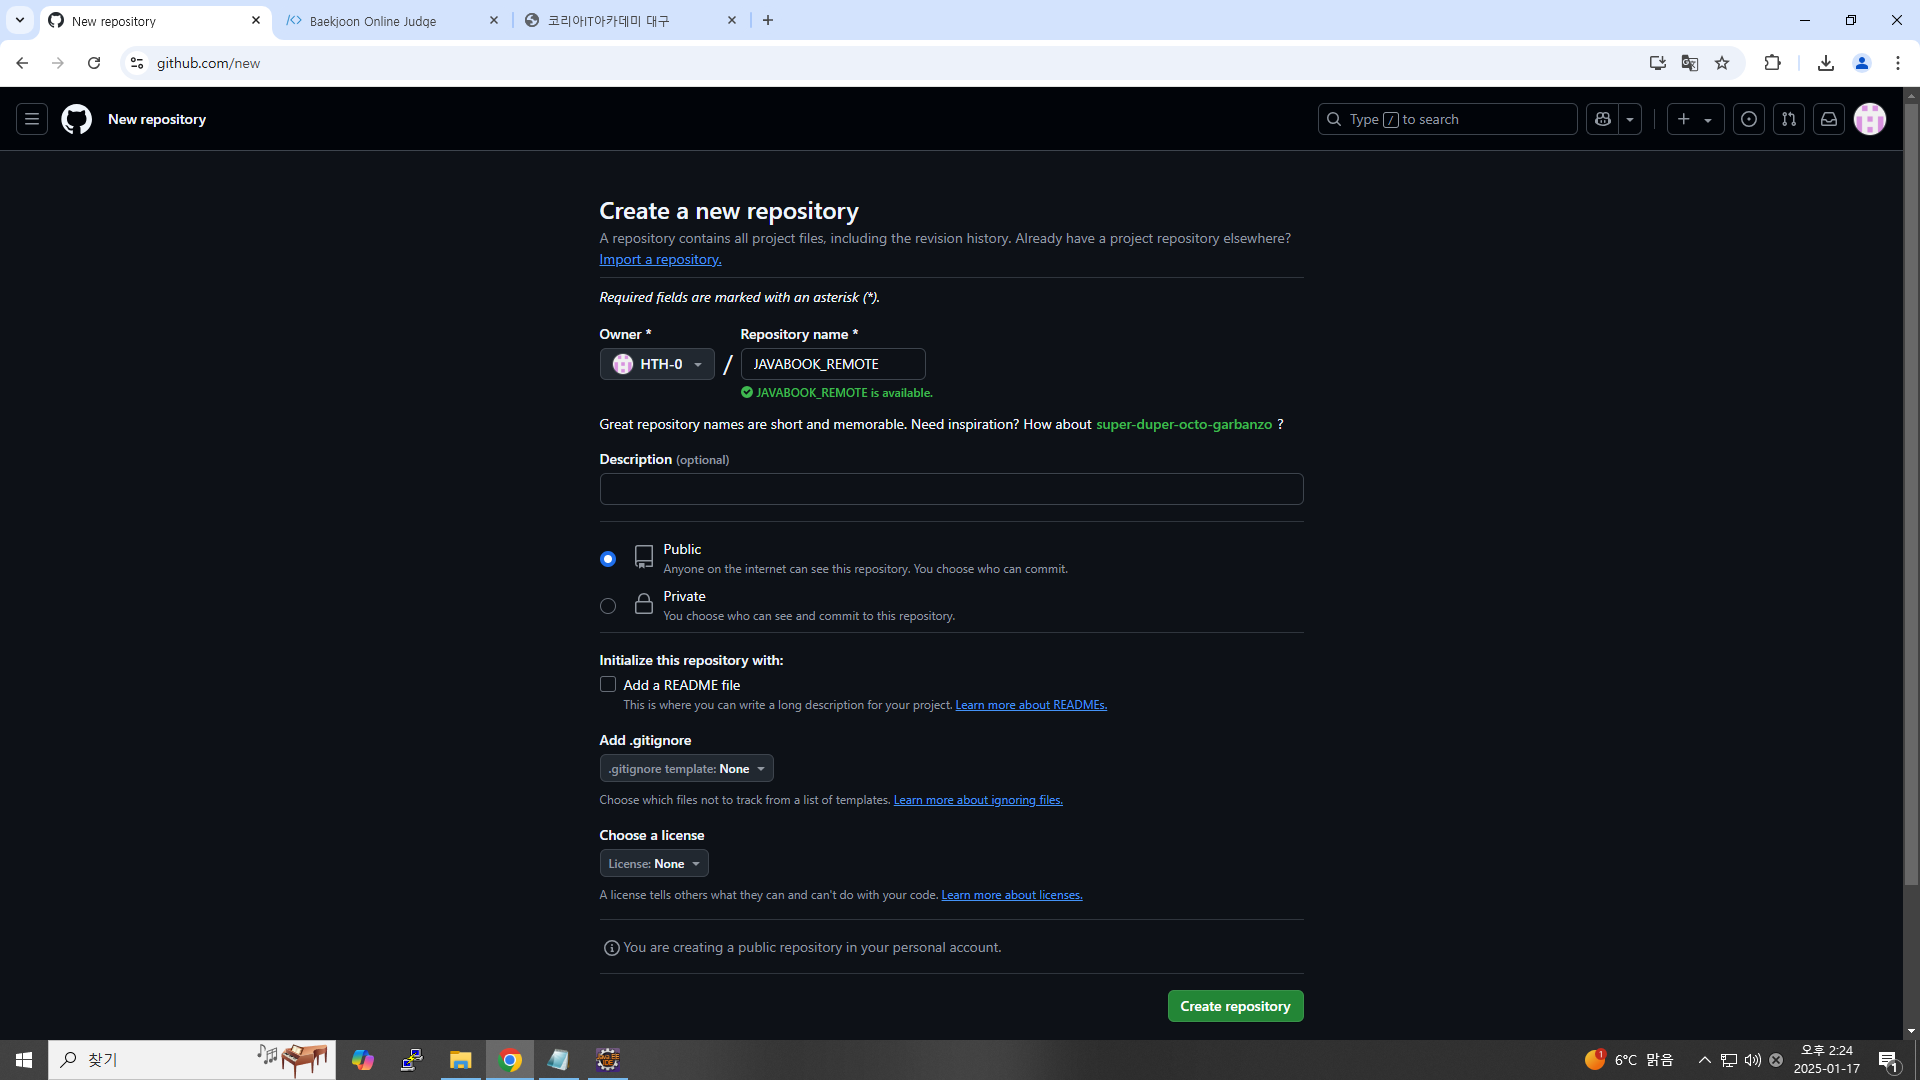 New repository
Baekjoon Online Judge
코리아IT아카데미 대구
github.com/new
New repository
Type / to search
Create a new repository
A repository contains all project files, including the revision history. Already have a project repository elsewhere?
Import a repository.
Required fields are marked with an asterisk (*).
Owner *
Repository name *
HTH-0
/
JAVABOOK_REMOTE
JAVABOOK_REMOTE is available.
Great repository names are short and memorable. Need inspiration? How about super-duper-octo-garbanzo ?
Description (optional)
Public
Anyone on the internet can see this repository. You choose who can commit.
Private
You choose who can see and commit to this repository.
Initialize this repository with:
Add a README file
This is where you can write a long description for your project. Learn more about READMEs.
Add .gitignore
.gitignore template: None
Choose which files not to track from a list of templates. Learn more about ignoring files.
Choose a license
License: None
A license tells others what they can and can't do with your code. Learn more about licenses.
You are creating a public repository in your personal account.
Create repository
찾기
1
6°C 맑음
오후 2:24
2025-01-17
1